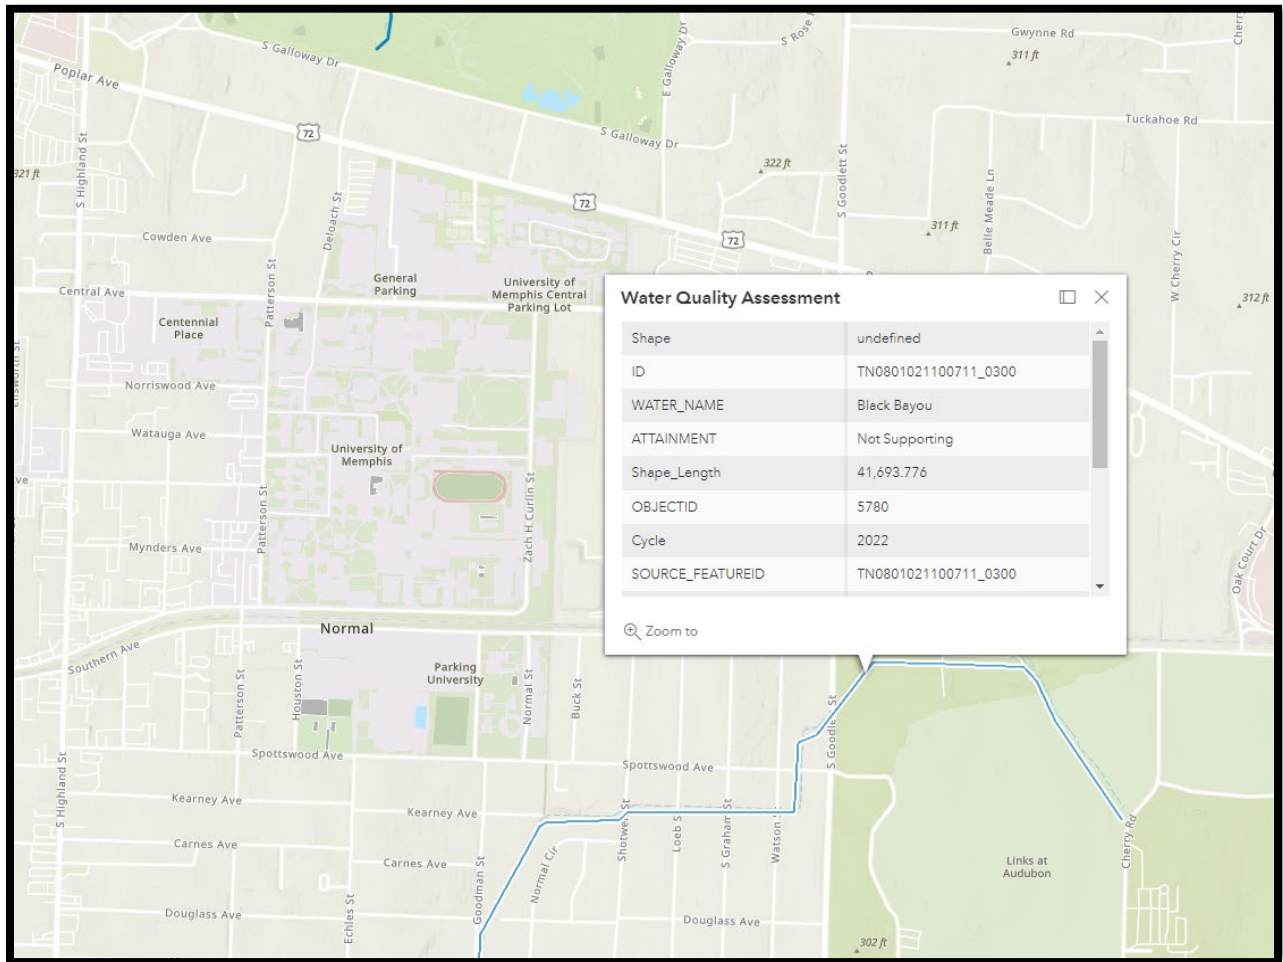 S Galloway Dr
Poplar Ave
72
S Highland St
321 ft
Cowden Ave
Deloach St
Central Ave
Patterson St
General
Parking
University of
Memphis Central
Parking Lot
Centennial
Place
Norriswood Ave
Watauga Ave
University of
Memphis
Patterson St
Mynders Ave
Zach H Curlin St
Normal
Southern Ave
Patterson St
Houston St
Parking
University
Normal St
Buck St
Spottswood Ave
S Highland St
Kearney Ave
Carnes Ave
Douglass Ave
Echles St
Kearney Ave
Carnes Ave
Goodman St
Normal Cir
E Galloway Dr
S Rose
S Galloway Dr
72
72
322 ft
S Goodlett St
Gwynne Rd
311 ft
Cherry
Tuckahoe Rd
Belle Meade Ln
311 ft
W Cherry Cir
312 ft
Oak Court Dr
Water Quality Assessment
Shape undefined
ID TN0801021100711_0300
WATER_NAME Black Bayou
ATTAINMENT Not Supporting
Shape_Length 41,693.776
OBJECTID 5780
Cycle 2022
SOURCE_FEATUREID TN0801021100711_0300
Zoom to
S Goodle St
Spottswood Ave
Shotwel St
Loeb S
S Graham St
Watson
Links at
Audubon
Cherry Rd
Douglass Ave
302 ft